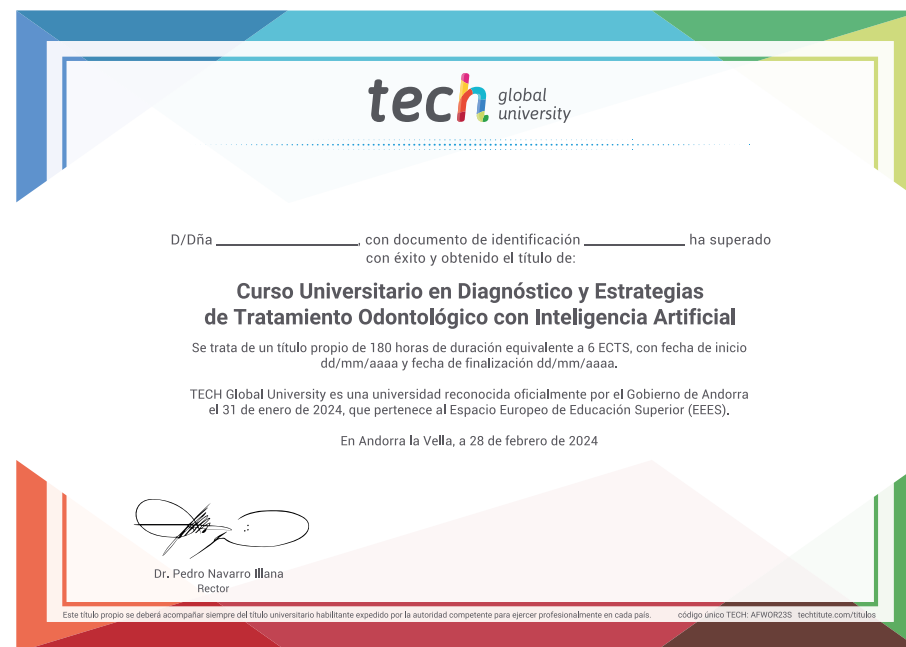 tech global university
D/Dña ______________, con documento de identificación ______________ ha superado
con éxito y obtenido el título de:
Curso Universitario en Diagnóstico y Estrategias
de Tratamiento Odontológico con Inteligencia Artificial
Se trata de un título propio de 180 horas de duración equivalente a 6 ECTS, con fecha de inicio
dd/mm/aaaa y fecha de finalización dd/mm/aaaa.
TECH Global University es una universidad reconocida oficialmente por el Gobierno de Andorra
el 31 de enero de 2024, que pertenece al Espacio Europeo de Educación Superior (EEES).
En Andorra la Vella, a 28 de febrero de 2024
Dr. Pedro Navarro Illana
Rector
Este título propio se deberá acompañar siempre del título universitario habilitante expedido por la autoridad competente para ejercer profesionalmente en cada país. código único TECH: AFWOR23S techtitute.com/titulos